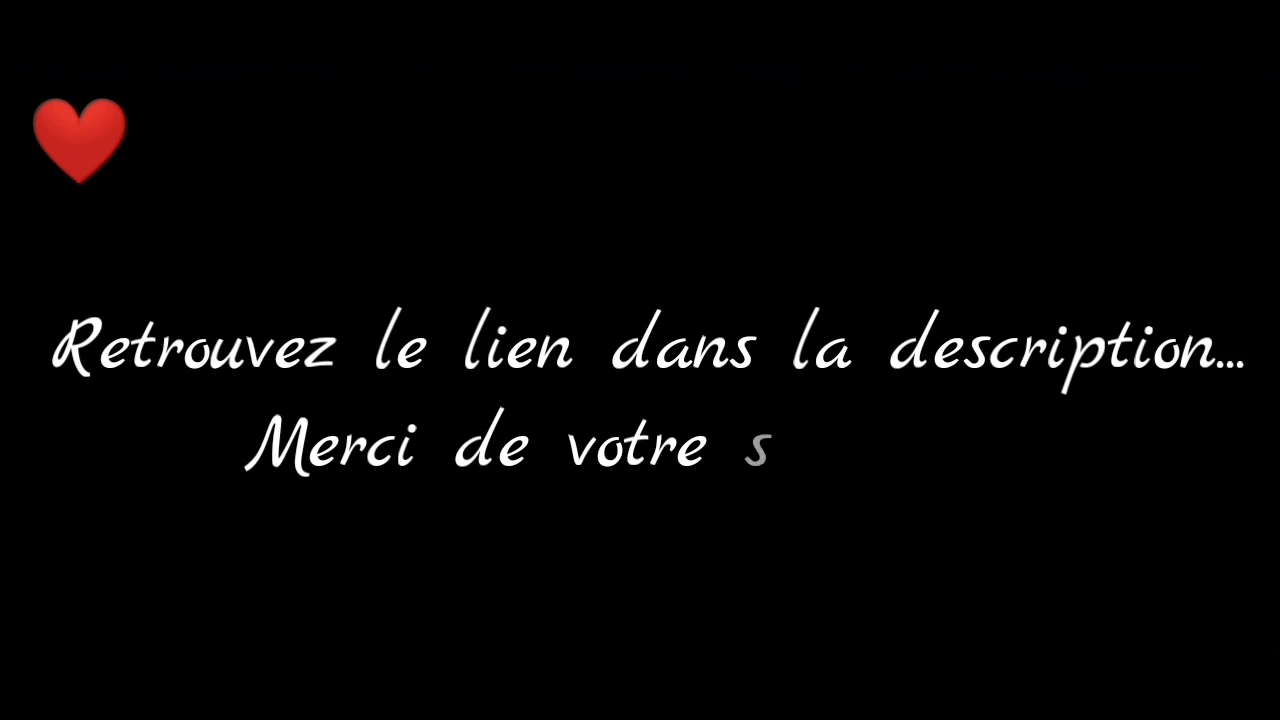 Retrouvez le lien dans la description...
Merci de votre s